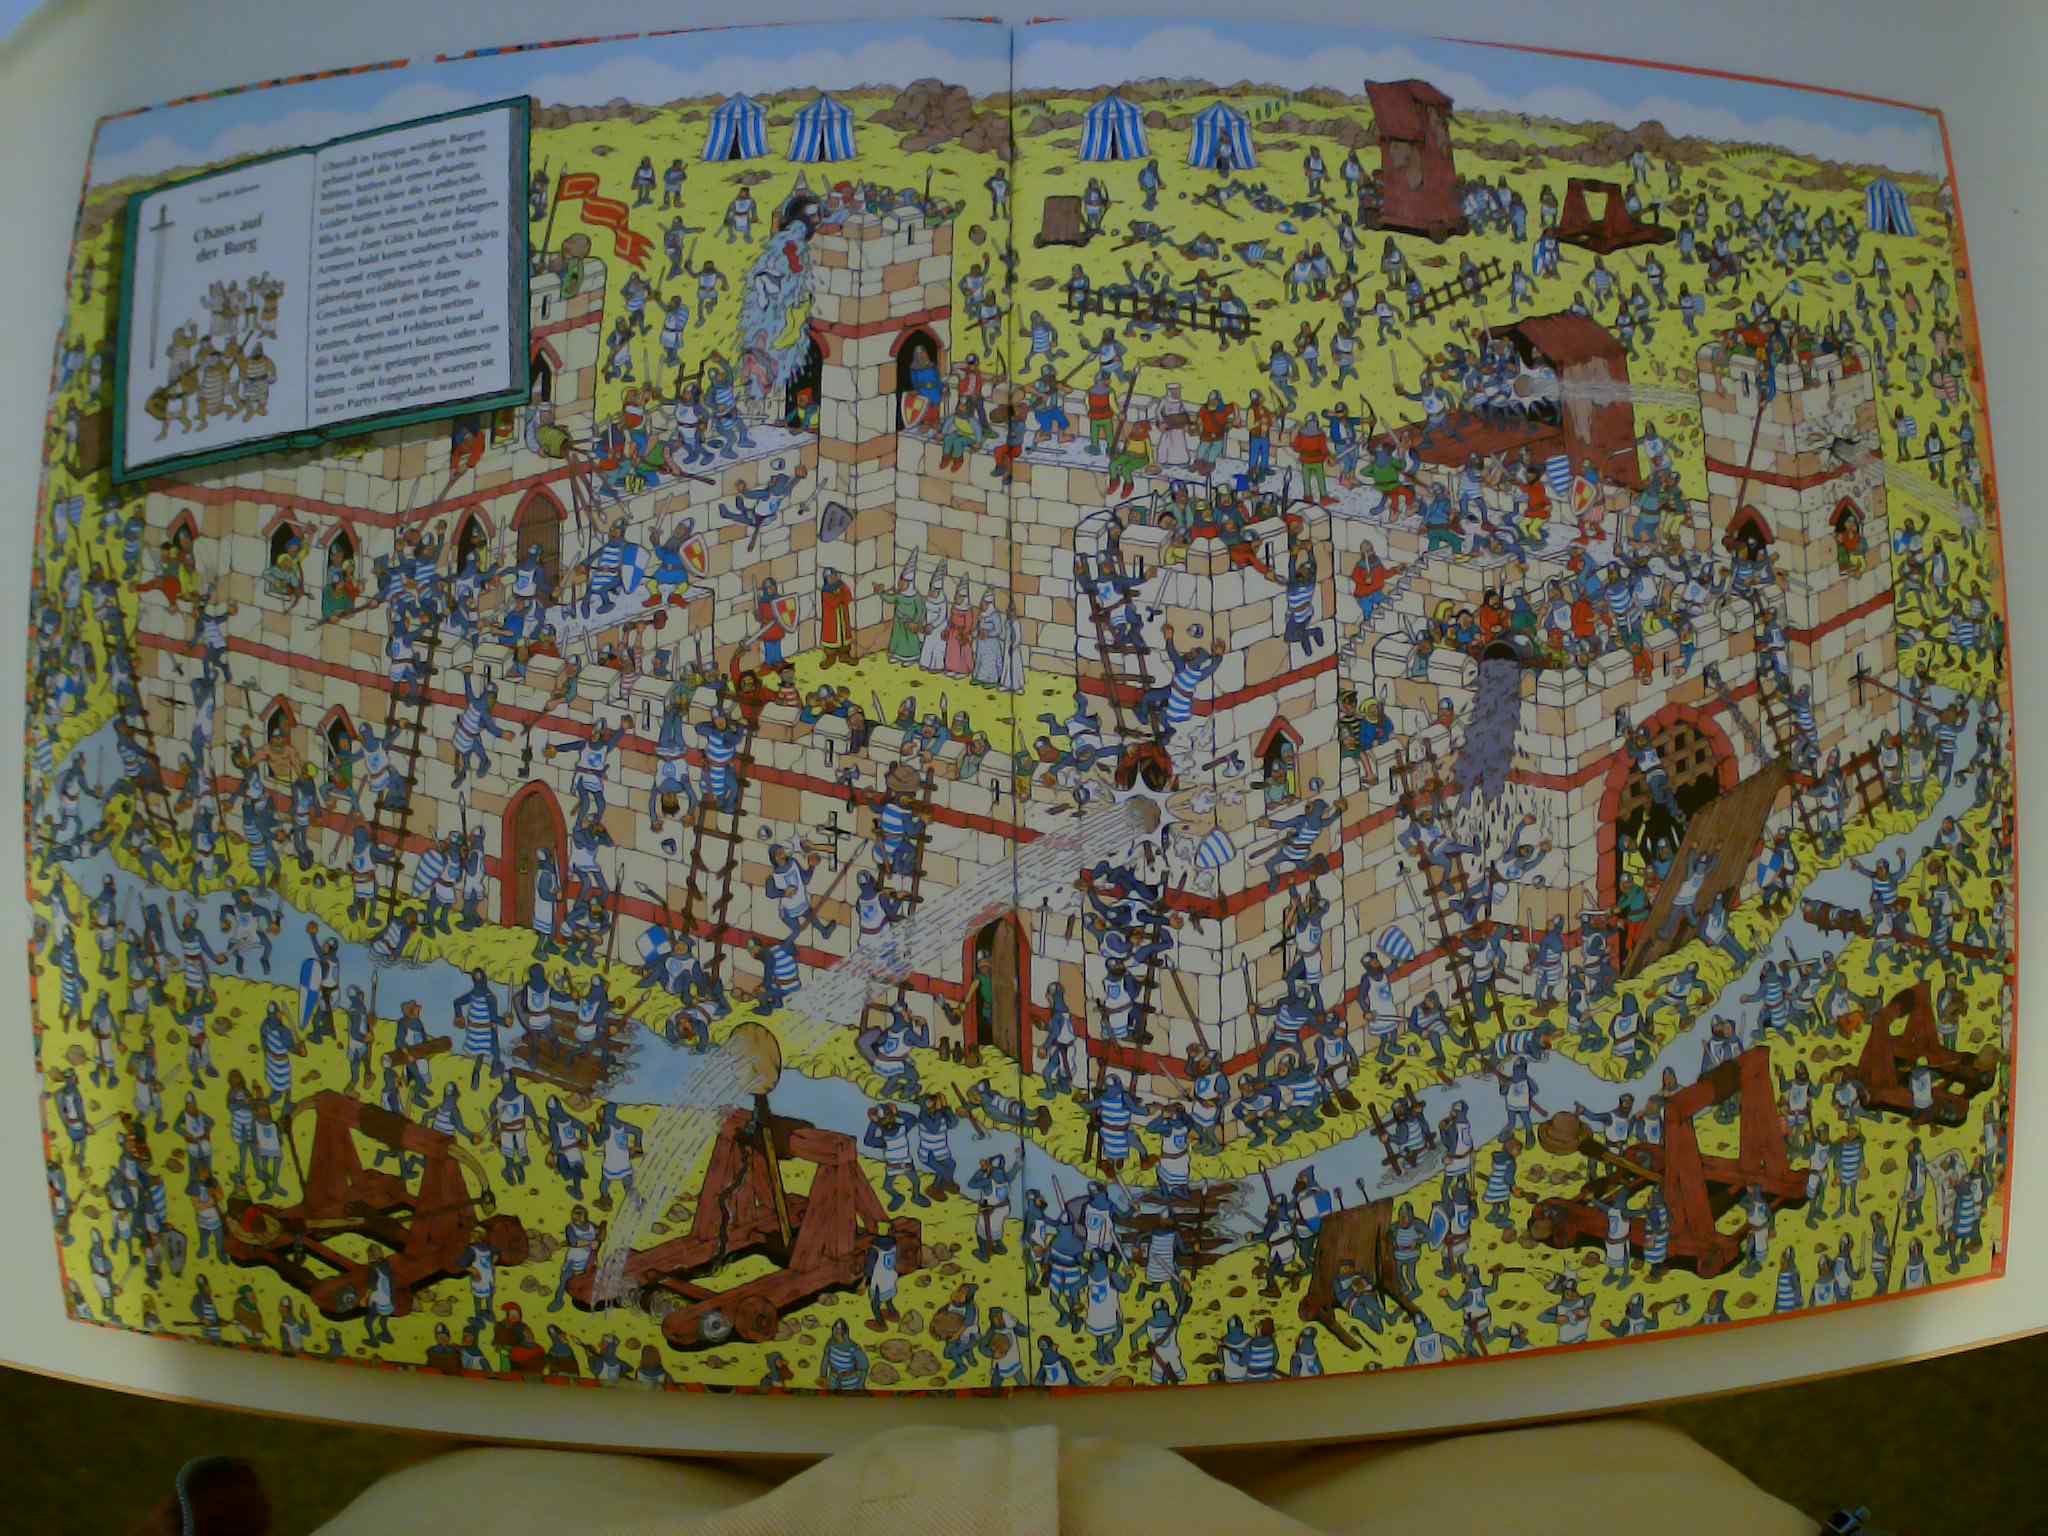 Vor 800 Jahren
Chaos auf
der Burg
Überall in Europa wurden Burgen
gebaut und die Leute, die in ihnen
lebten, hatten oft einen phantas-
tischen Blick über die Landschaft.
Leider hatten sie auch einen guten
Blick auf die Armeen, die sie belagern
wollten. Zum Glück hatten diese
Armeen bald keine sauberen T-Shirts
mehr und zogen wieder ab. Noch
jahrelang erzählten sie dann
Geschichten von den Burgen, die
sie zerstört, und von den netten
Leuten, denen sie Felsbrocken auf
die Köpfe gedonnert hatten, oder von
denen, die sie gefangen genommen
hatten – und fragten sich, warum sie
nie zu Partys eingeladen waren!